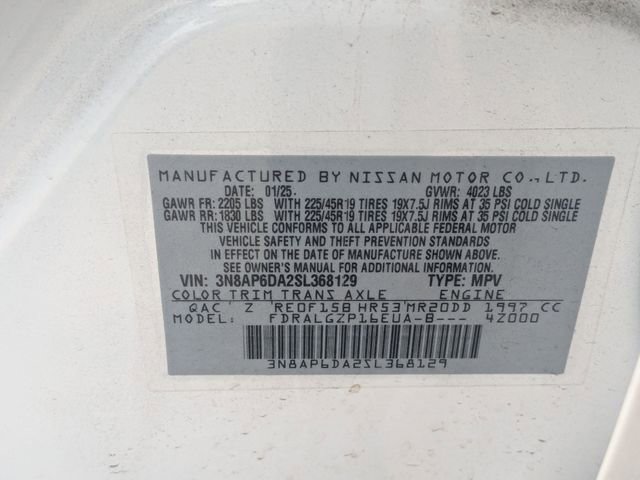 MANUFACTURED BY NISSAN MOTOR CO., LTD.
DATE: 01/25. GVWR: 4023 LBS
GAWR FR: 2205 LBS WITH 225/45R19 TIRES 19X7.5J RIMS AT 35 PSI COLD SINGLE
GAWR RR: 1830 LBS WITH 225/45R19 TIRES 19X7.5J RIMS AT 35 PSI COLD SINGLE
THIS VEHICLE CONFORMS TO ALL APPLICABLE FEDERAL MOTOR
VEHICLE SAFETY AND THEFT PREVENTION STANDARDS
IN EFFECT ON THE DATE OF MANUFACTURE SHOWN ABOVE.
SEE OWNER'S MANUAL FOR ADDITIONAL INFORMATION.
VIN: 3N8AP6DA2SL368129 TYPE: MPV
COLOR TRIM TRANS AXLE ENGINE
QAC Z RE0F15B HR53 MR20DD 1997 CC
MODEL: FDRALGZP16EUA-B--- 4Z000
3N8AP6DA2SL368129